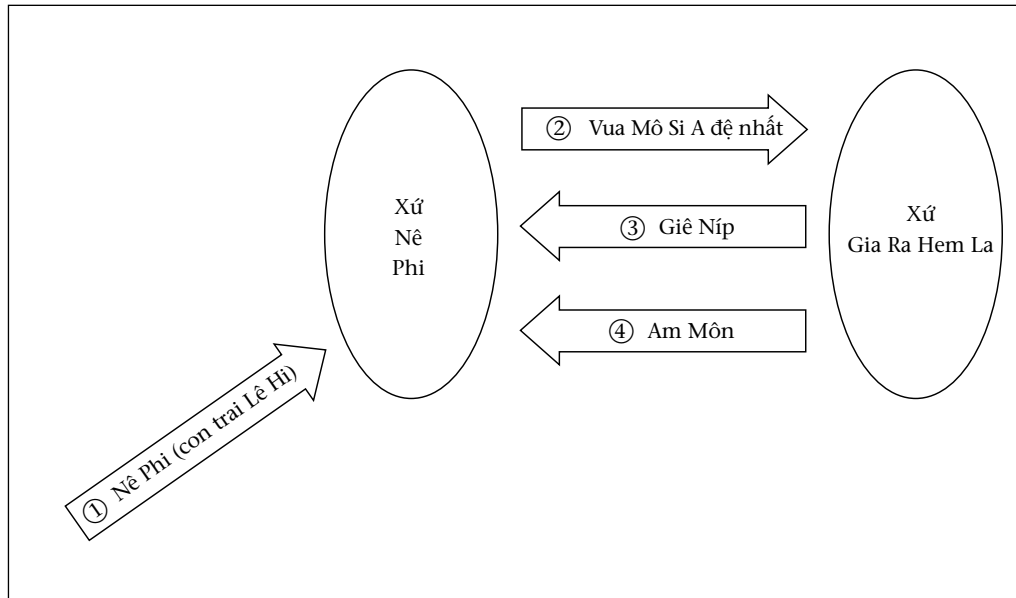 ① Nê Phi (con trai Lê Hi)
Xứ
Nê
Phi
② Vua Mô Si A đệ nhất
③ Giê Níp
④ Am Môn
Xứ
Gia Ra Hem La